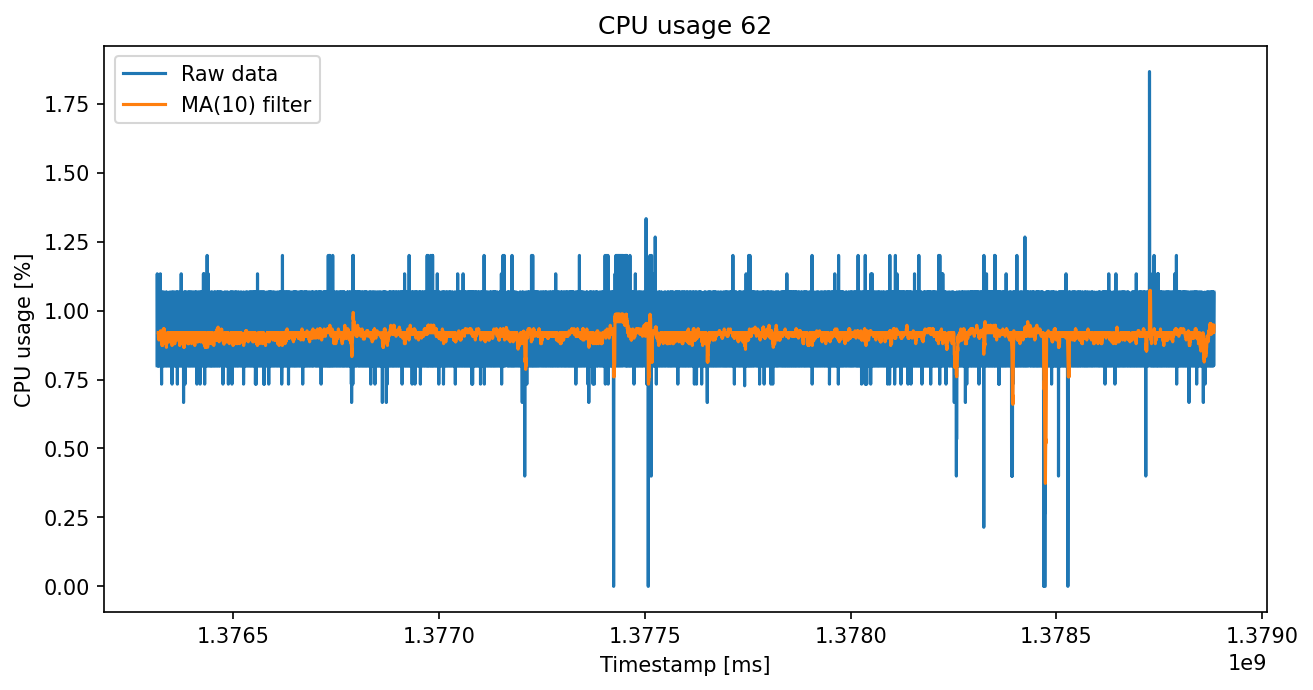 CPU usage 62
Raw data
MA(10) filter
1.75
1.50
1.25
1.00
0.75
0.50
0.25
0.00
CPU usage [%]
1.3765 1.3770 1.3775 1.3780 1.3785 1.3790
1e9
Timestamp [ms]